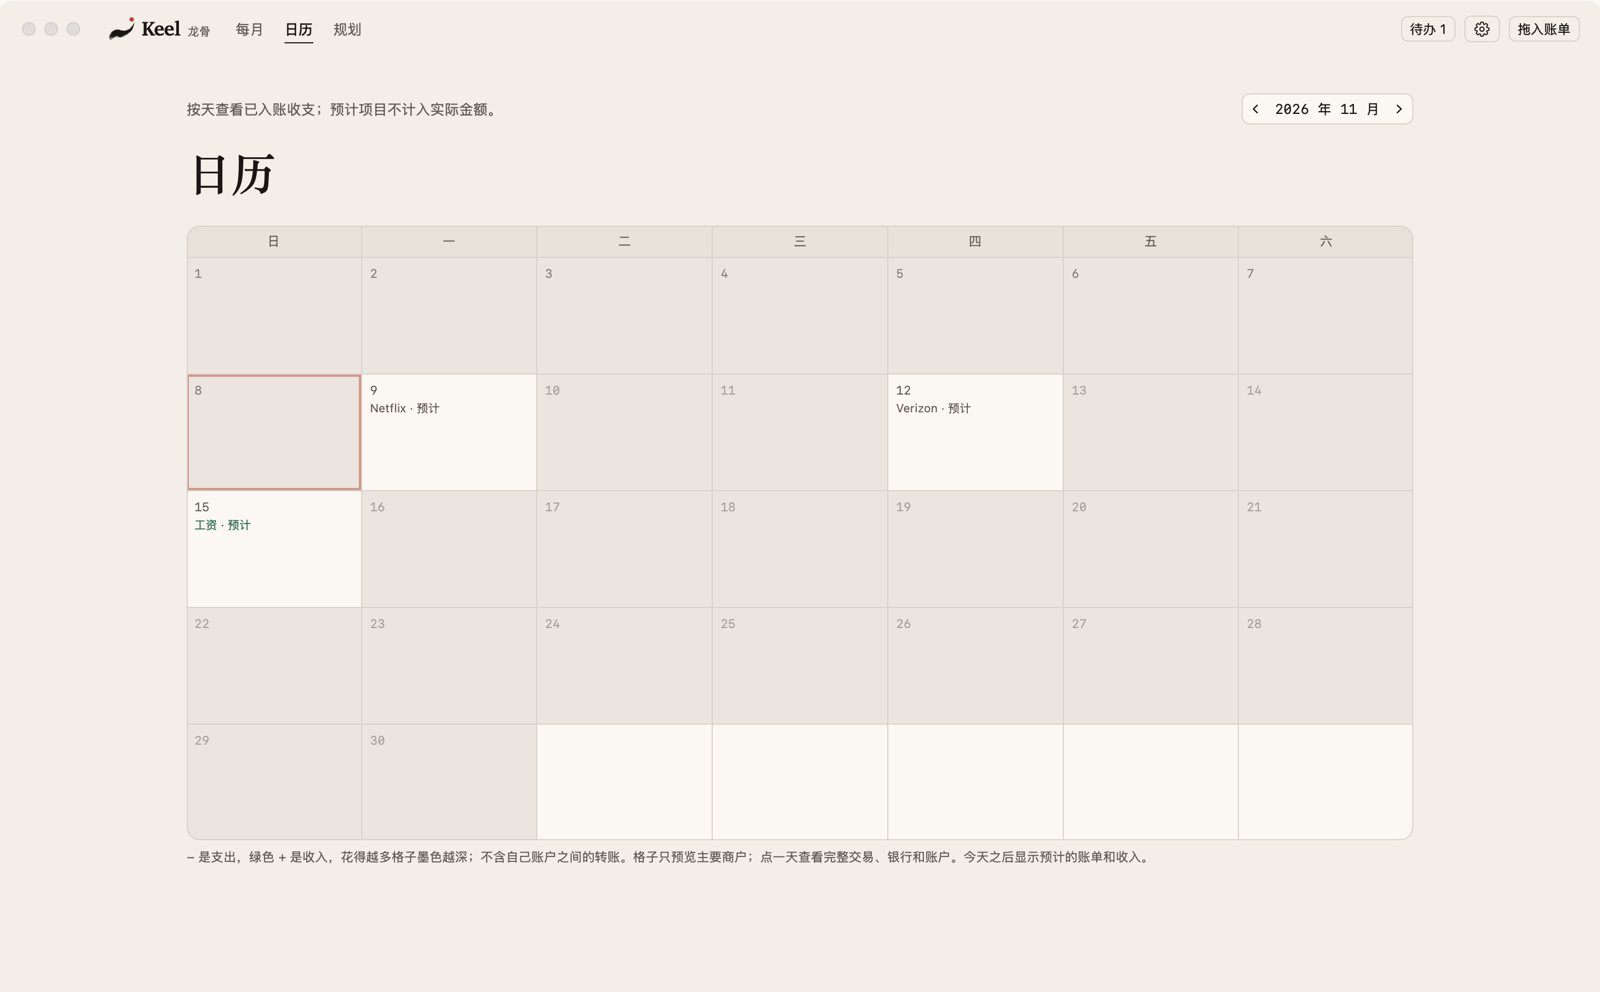 Keel 龙骨 每月 日历 规划 待办 1 拖入账单
按天查看已入账收支；预计项目不计入实际金额。 2026 年 11 月
日历
日 一 二 三 四 五 六
1 2 3 4 5 6 7
8 9 10 11 12 13 14
Netflix · 预计 Verizon · 预计
15 16 17 18 19 20 21
工资 · 预计
22 23 24 25 26 27 28
29 30
− 是支出，绿色 + 是收入，花得越多格子墨色越深；不含自己账户之间的转账。格子只预览主要商户；点一天查看完整交易、银行和账户。今天之后显示预计的账单和收入。